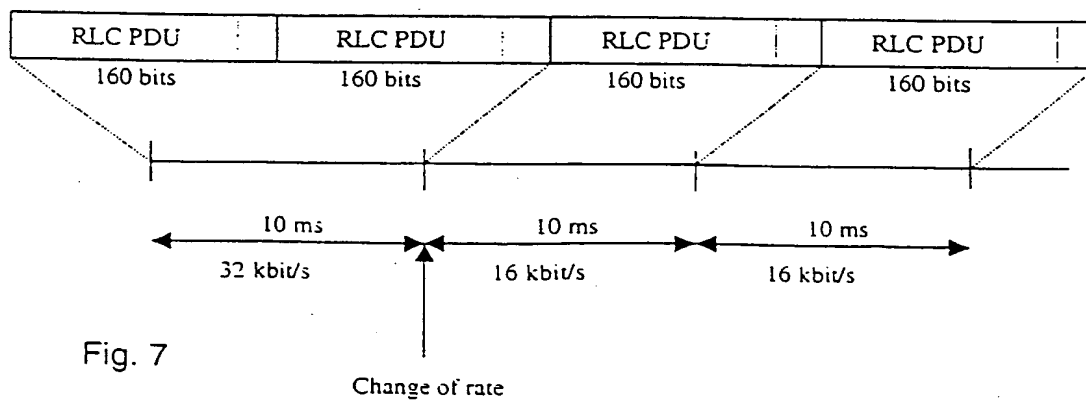 RLC PDU RLC PDU RLC PDU RLC PDU
160 bits 160 bits 160 bits 160 bits
10 ms 10 ms 10 ms
32 kbit/s 16 kbit/s 16 kbit/s
Fig. 7
Change of rate